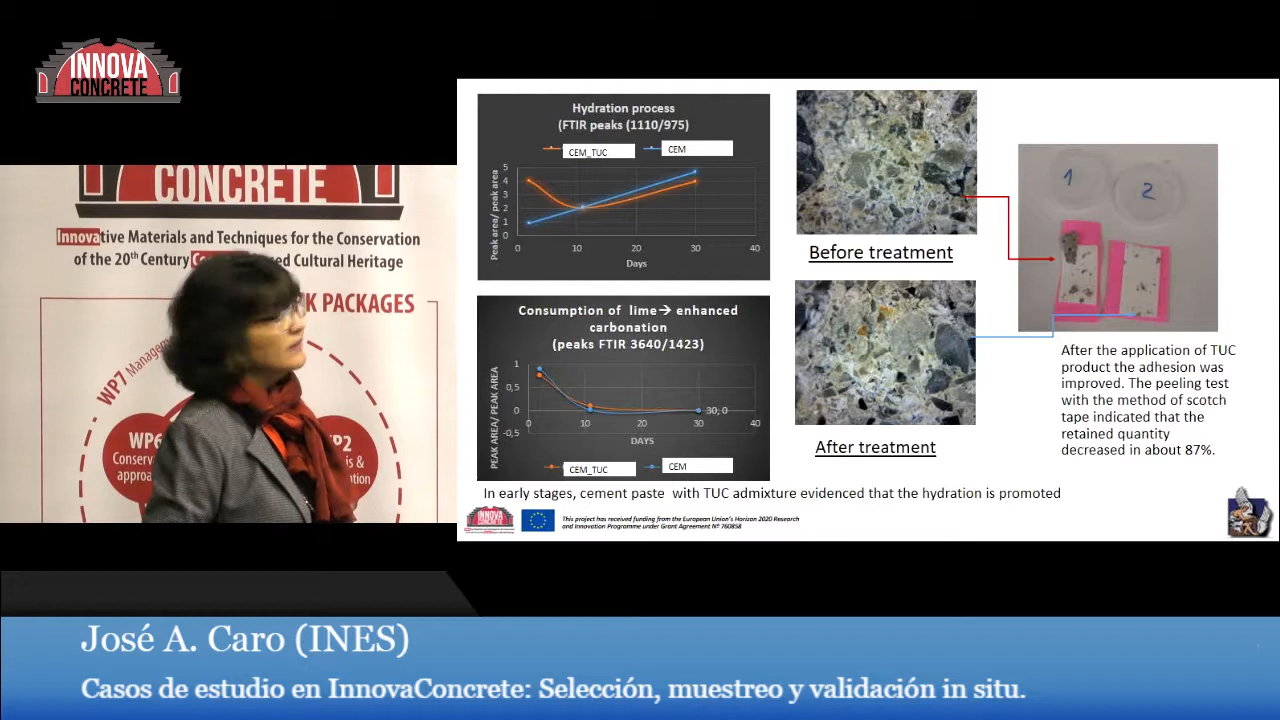 INNOVA
CONCRETE
CONCRETE
Innovative Materials and Techniques for the Conservation
of the 20th Century Cultural Heritage
PACKAGES
WP7 Management
WP6
Hydration process
(FTIR peaks (1110/975)
CEM_TUC
CEM
Peak area/ peak area
5
4
3
2
1
0
0
10
20
30
40
Days
Consumption of lime→ enhanced
carbonation
(peaks FTIR 3640/1423)
PEAK AREA/ PEAK AREA
1
0,5
0
-0,5
0
10
20
30
40
30; 0
DAYS
CEM_TUC
CEM
Before treatment
After treatment
1
2
After the application of TUC
product the adhesion was
improved. The peeling test
with the method of scotch
tape indicated that the
retained quantity
decreased in about 87%.
In early stages, cement paste with TUC admixture evidenced that the hydration is promoted
INNOVA
CONCRETE
This project has received funding from the European Union's Horizon 2020 Research
and Innovation Programme under Grant Agreement Nº 760858
José A. Caro (INES)
Casos de estudio en InnovaConcrete: Selección, muestreo y validación in situ.